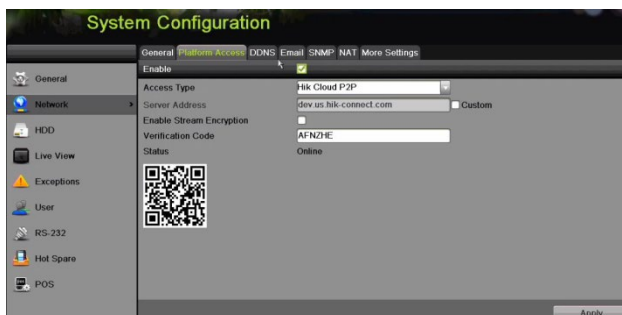 System Configuration
General Platform Access DDNS Email SNMP NAT More Settings
Enable
Access Type Hik Cloud P2P
Server Address dev.us.hik-connect.com Custom
Enable Stream Encryption
Verification Code AFNZHE
Status Online
General
Network
HDD
Live View
Exceptions
User
RS-232
Hot Spare
POS
Apply